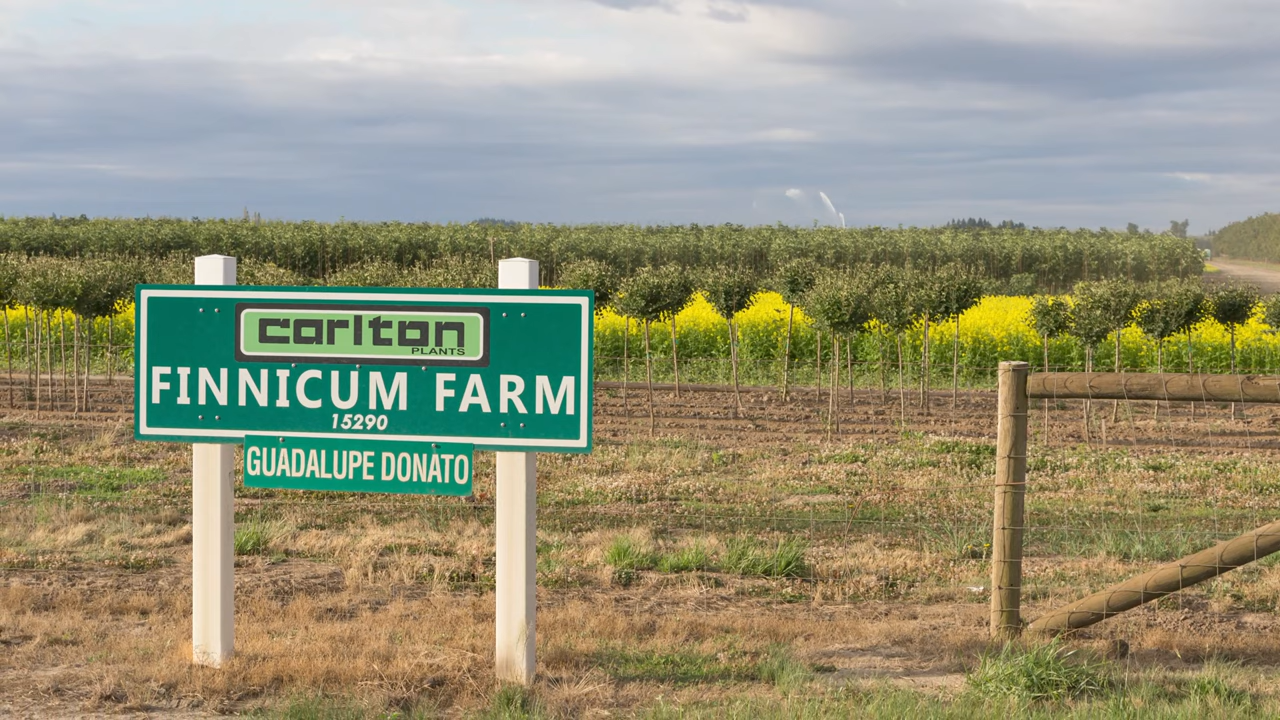 carlton
PLANTS
FINNICUM FARM
15290
GUADALUPE DONATO